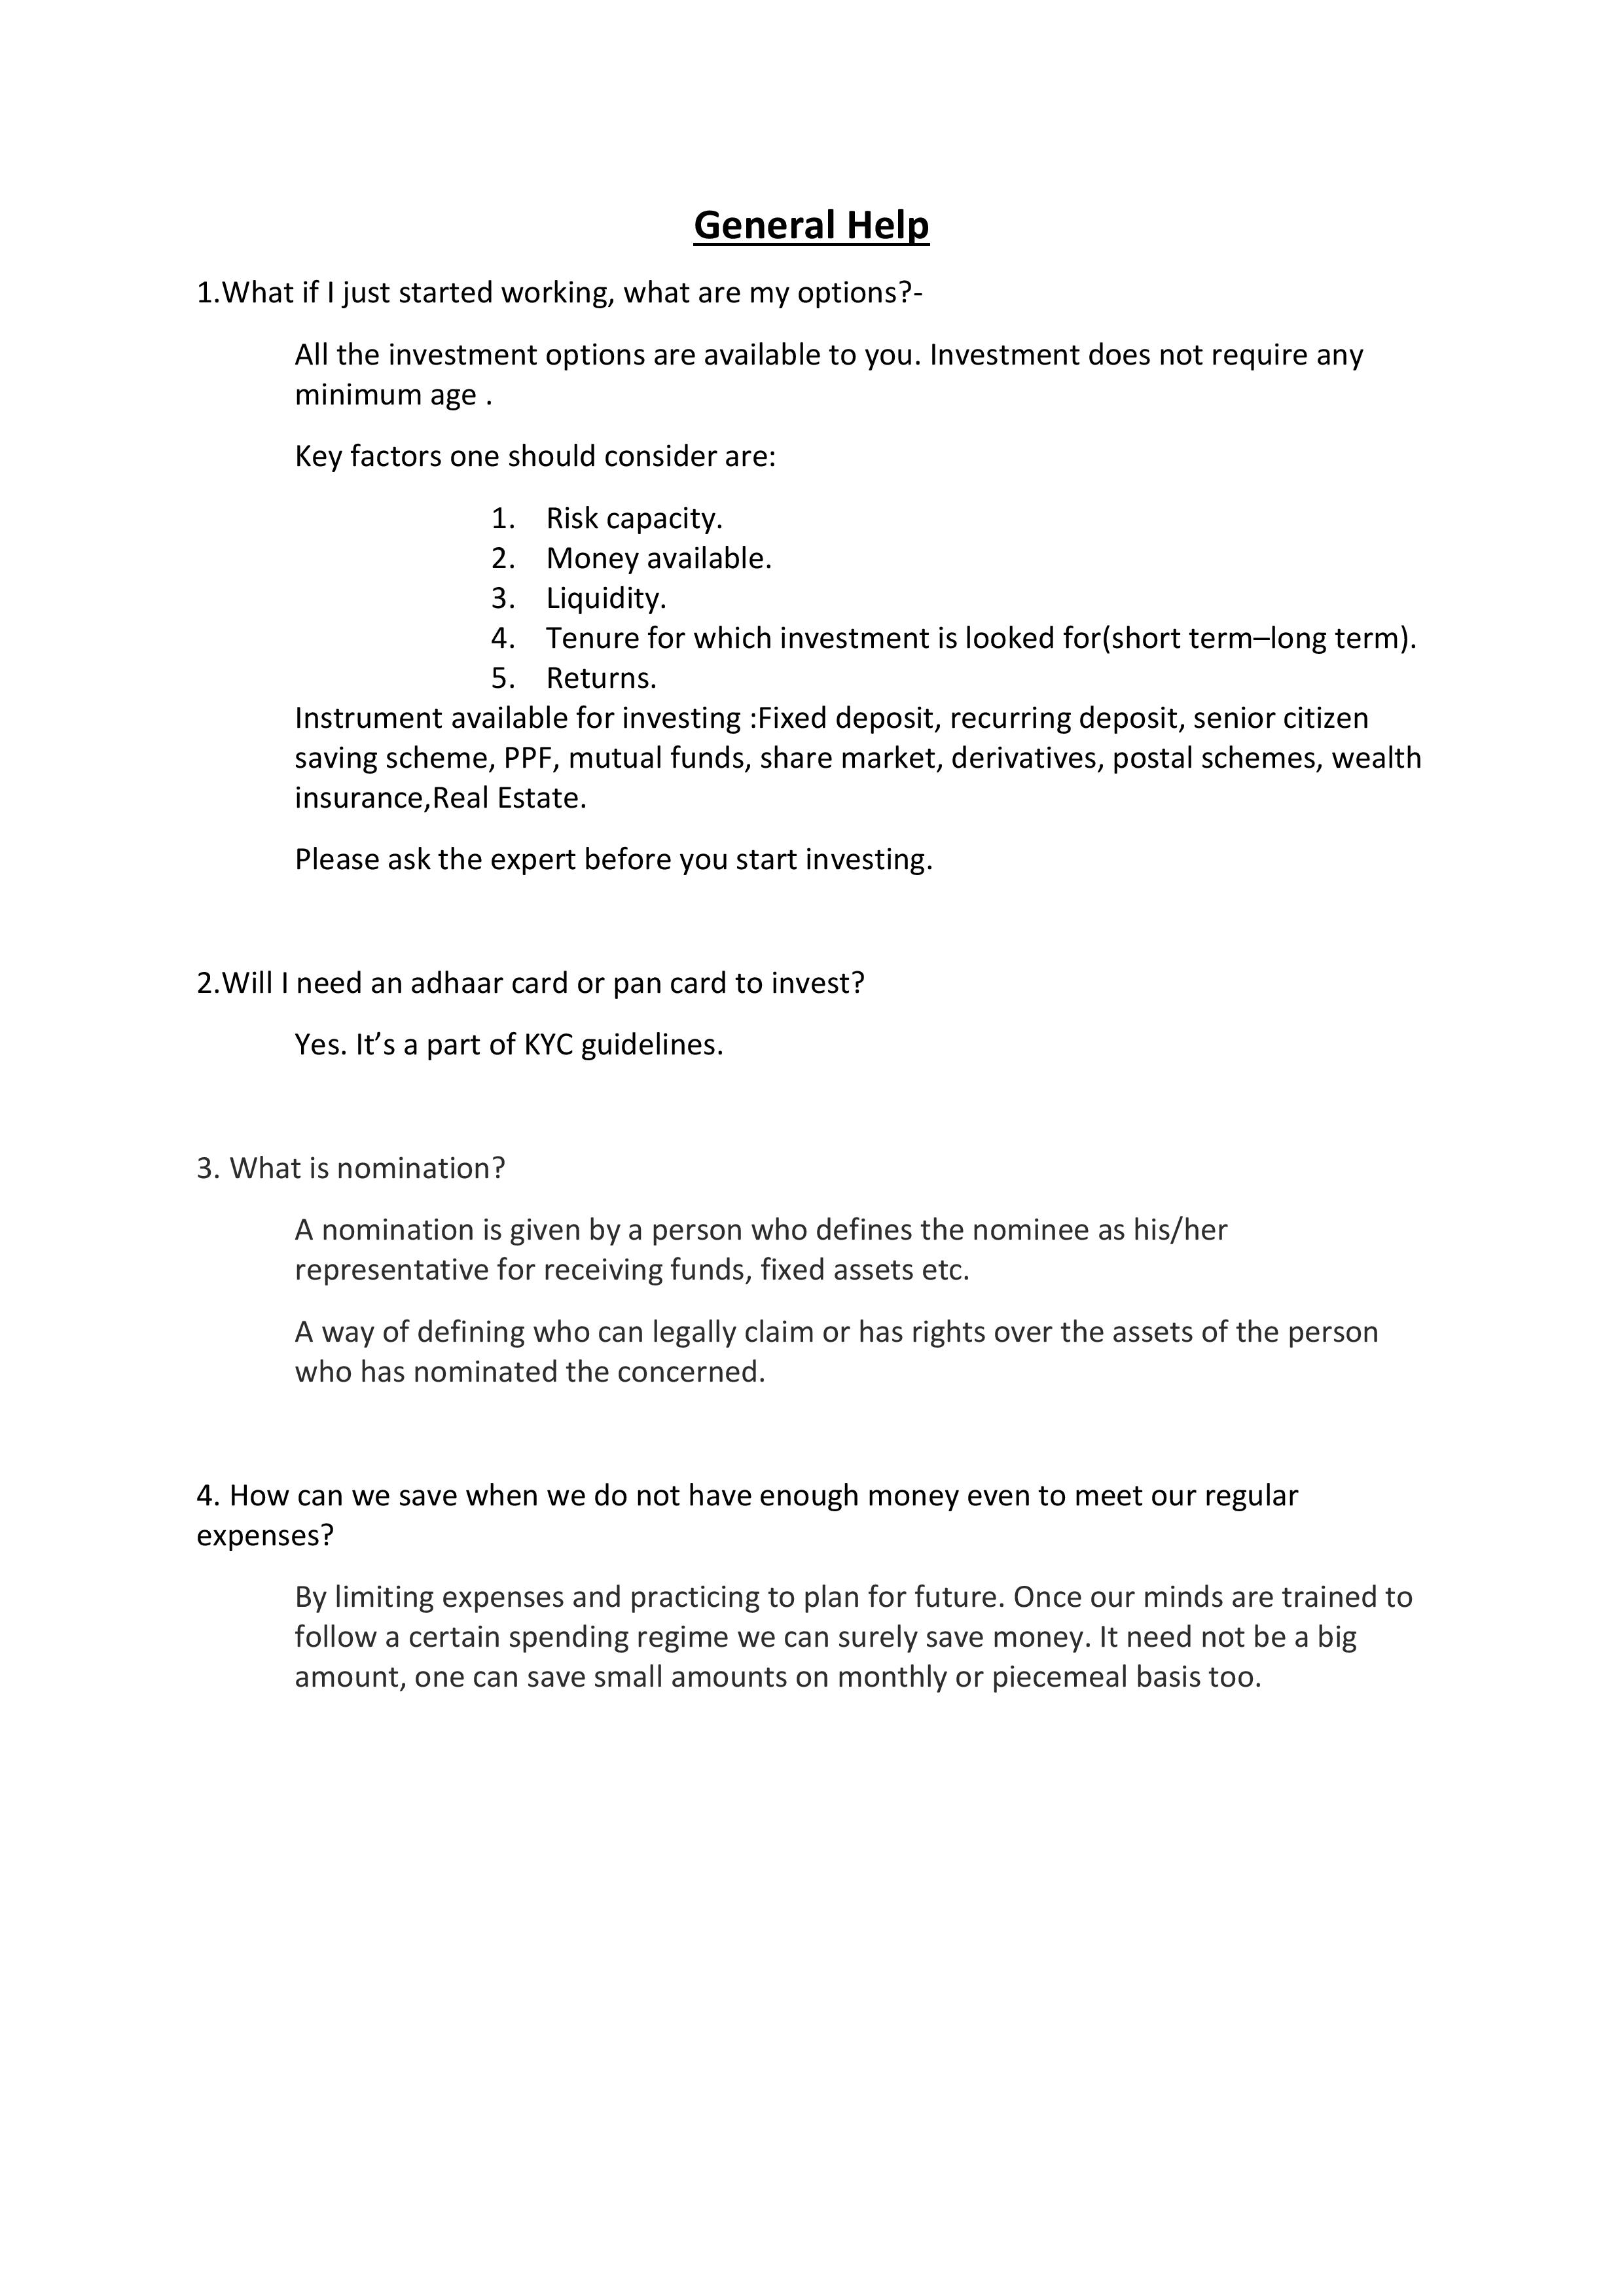 General Help
1.What if I just started working, what are my options?-
All the investment options are available to you. Investment does not require any
minimum age .
Key factors one should consider are:
1. Risk capacity.
2. Money available.
3. Liquidity.
4. Tenure for which investment is looked for(short term–long term).
5. Returns.
Instrument available for investing :Fixed deposit, recurring deposit, senior citizen
saving scheme, PPF, mutual funds, share market, derivatives, postal schemes, wealth
insurance,Real Estate.
Please ask the expert before you start investing.
2.Will I need an adhaar card or pan card to invest?
Yes. It’s a part of KYC guidelines.
3. What is nomination?
A nomination is given by a person who defines the nominee as his/her
representative for receiving funds, fixed assets etc.
A way of defining who can legally claim or has rights over the assets of the person
who has nominated the concerned.
4. How can we save when we do not have enough money even to meet our regular
expenses?
By limiting expenses and practicing to plan for future. Once our minds are trained to
follow a certain spending regime we can surely save money. It need not be a big
amount, one can save small amounts on monthly or piecemeal basis too.